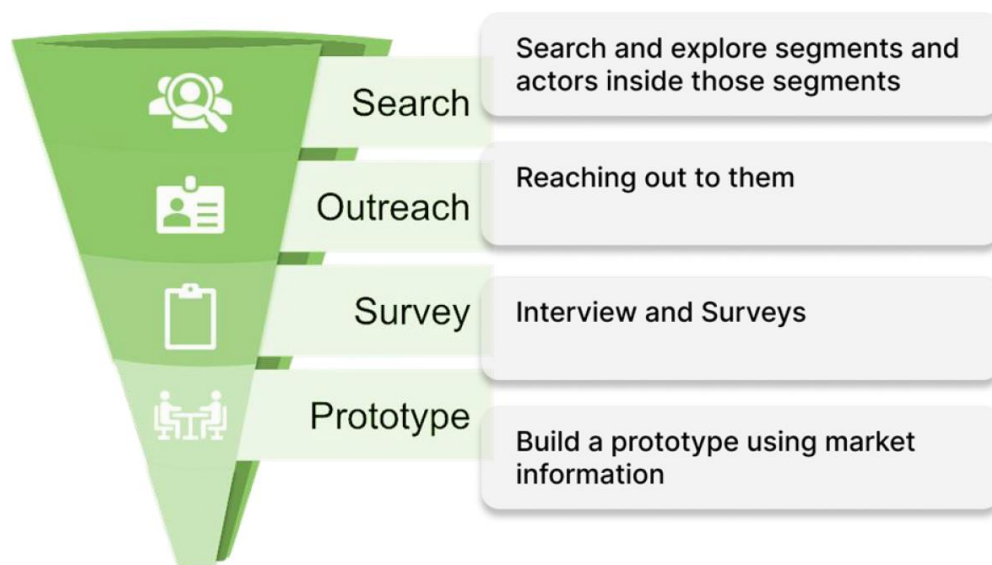 Search
Search and explore segments and
actors inside those segments
Outreach
Reaching out to them
Survey
Interview and Surveys
Prototype
Build a prototype using market
information